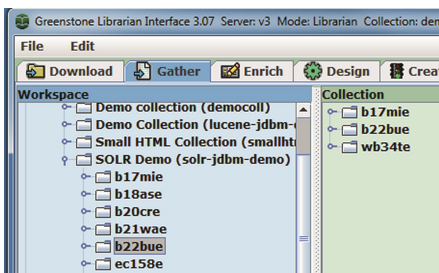 Greenstone Librarian Interface 3.07 Server: v3 Mode: Librarian Collection: den
File Edit
Download Gather Enrich Design Crea
Workspace
Demo collection (democoll)
Demo Collection (lucene-jdbm-
Small HTML Collection (smallht
SOLR Demo (solr-jdbm-demo)
b17mie
b18ase
b20cre
b21wae
b22bue
ec158e
Collection
b17mie
b22bue
wb34te